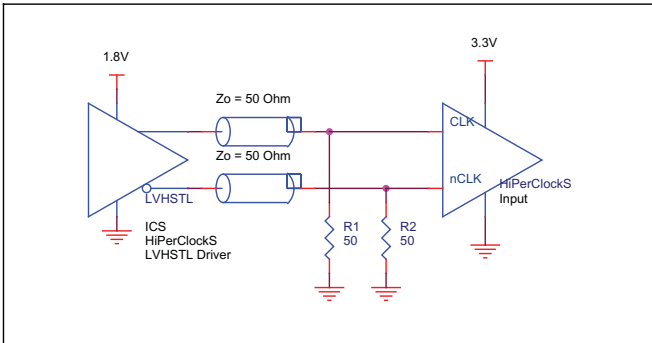 1.8V
3.3V
Zo = 50 Ohm
CLK
Zo = 50 Ohm
nCLK
LVHSTL
HiPerClockS
Input
ICS
HiPerClockS
LVHSTL Driver
R1
50
R2
50